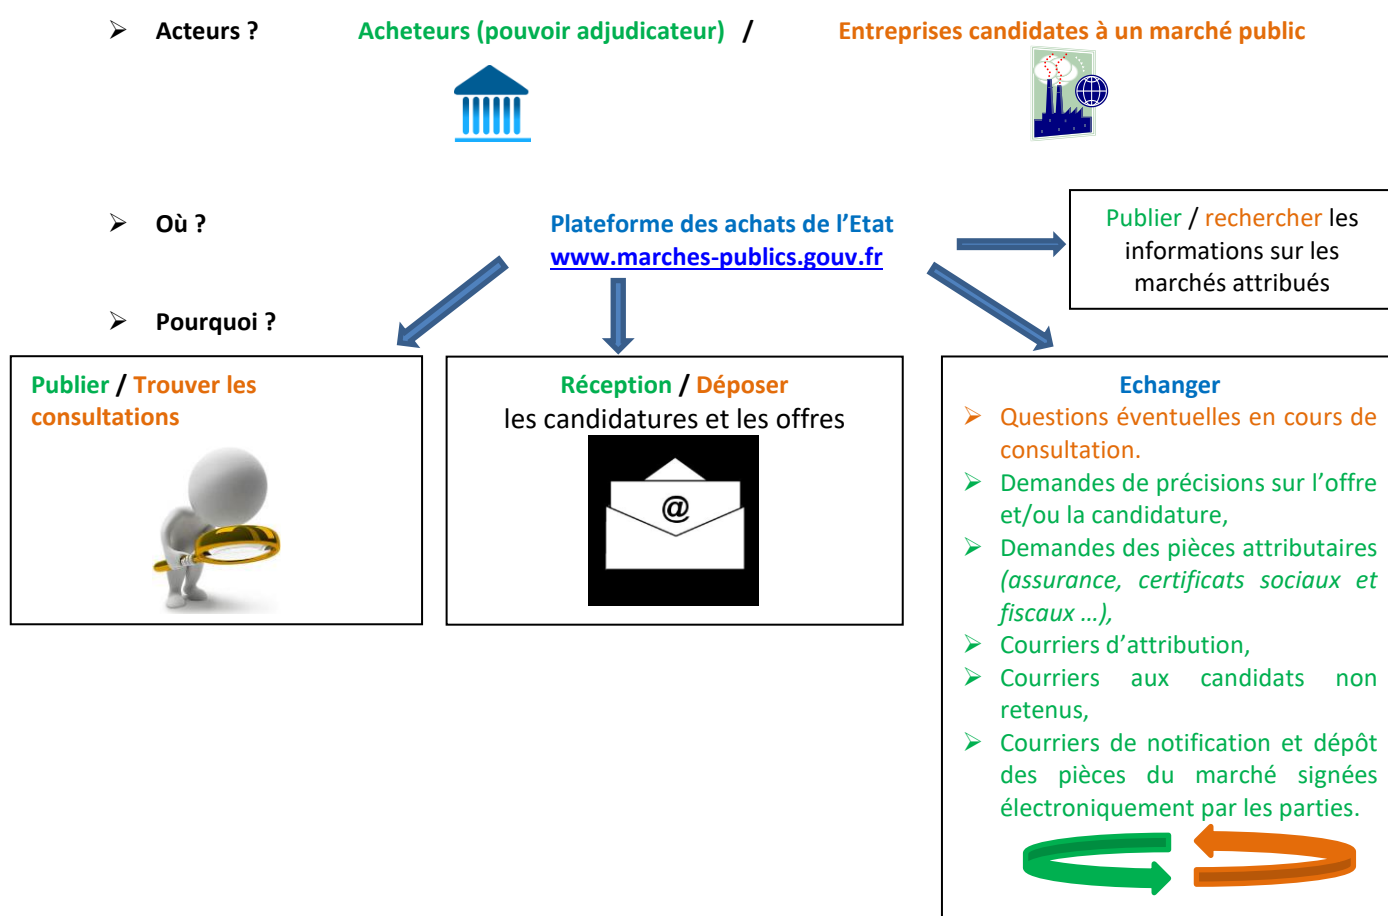 ➢ Acteurs ? Acheteurs (pouvoir adjudicateur) / Entreprises candidates à un marché public
➢ Où ? Plateforme des achats de l’Etat
www.marches-publics.gouv.fr
Publier / rechercher les
informations sur les
marchés attribués
➢ Pourquoi ?
Publier / Trouver les
consultations
Réception / Déposer
les candidatures et les offres
@
Echanger
➢ Questions éventuelles en cours de
consultation.
➢ Demandes de précisions sur l’offre
et/ou la candidature,
➢ Demandes des pièces attributaires
(assurance, certificats sociaux et
fiscaux …),
➢ Courriers d’attribution,
➢ Courriers aux candidats non
retenus,
➢ Courriers de notification et dépôt
des pièces du marché signées
électroniquement par les parties.